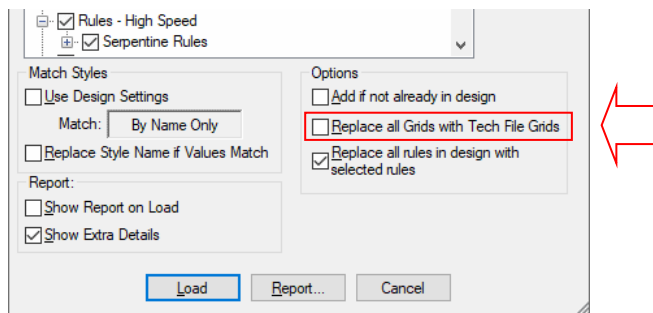 Rules - High Speed
Serpentine Rules
Match Styles
Use Design Settings
Match: By Name Only
Replace Style Name if Values Match
Report:
Show Report on Load
Show Extra Details
Options
Add if not already in design
Replace all Grids with Tech File Grids
Replace all rules in design with
selected rules
Load Report... Cancel